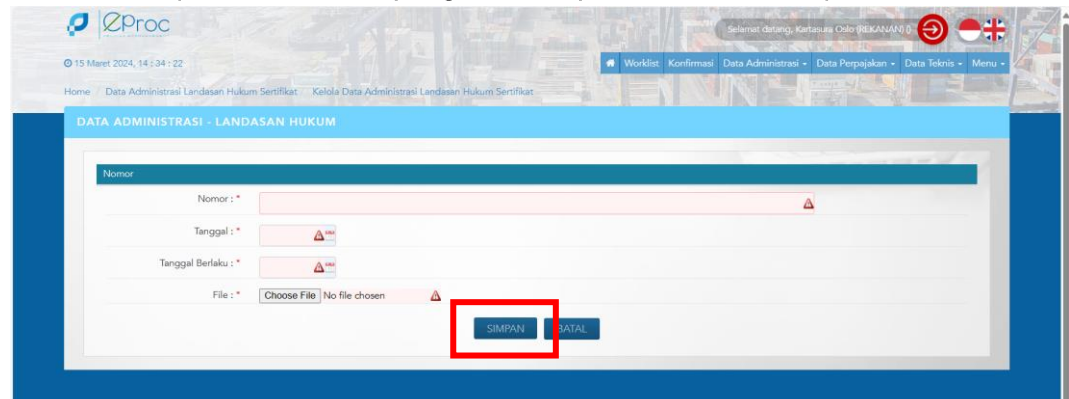 eProc
Selamat datang, Kartasura Oslo (REKANAN)
15 Maret 2024, 14 : 34 : 22
Worklist Konfirmasi Data Administrasi Data Perpajakan Data Teknis Menu
Home / Data Administrasi Landasan Hukum Sertifikat / Kelola Data Administrasi Landasan Hukum Sertifikat
DATA ADMINISTRASI - LANDASAN HUKUM
Nomor
Nomor : *
Tanggal : *
Tanggal Berlaku : *
File : * Choose File No file chosen
SIMPAN BATAL